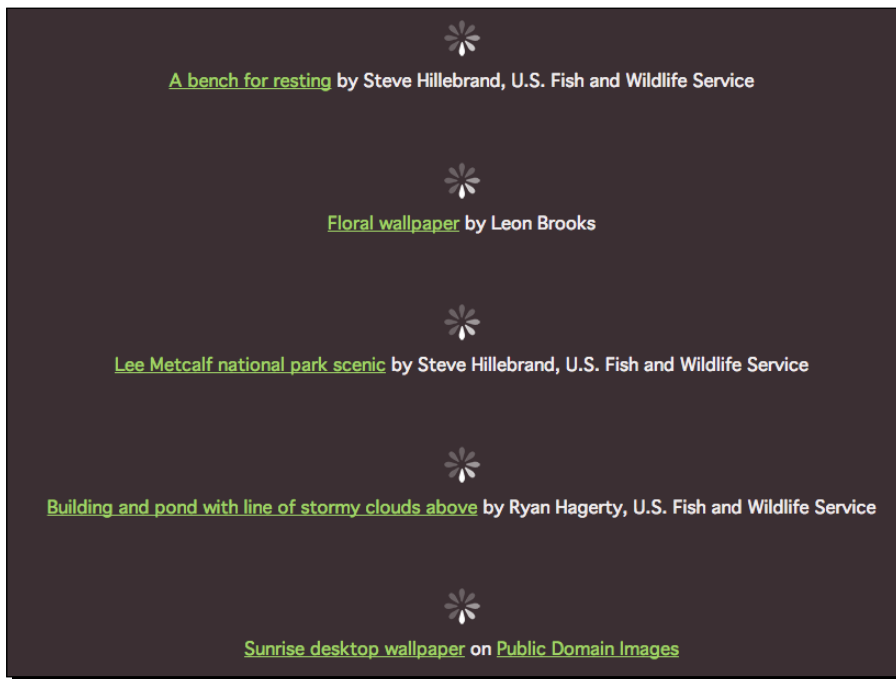 A bench for resting by Steve Hillebrand, U.S. Fish and Wildlife Service
Floral wallpaper by Leon Brooks
Lee Metcalf national park scenic by Steve Hillebrand, U.S. Fish and Wildlife Service
Building and pond with line of stormy clouds above by Ryan Hagerty, U.S. Fish and Wildlife Service
Sunrise desktop wallpaper on Public Domain Images